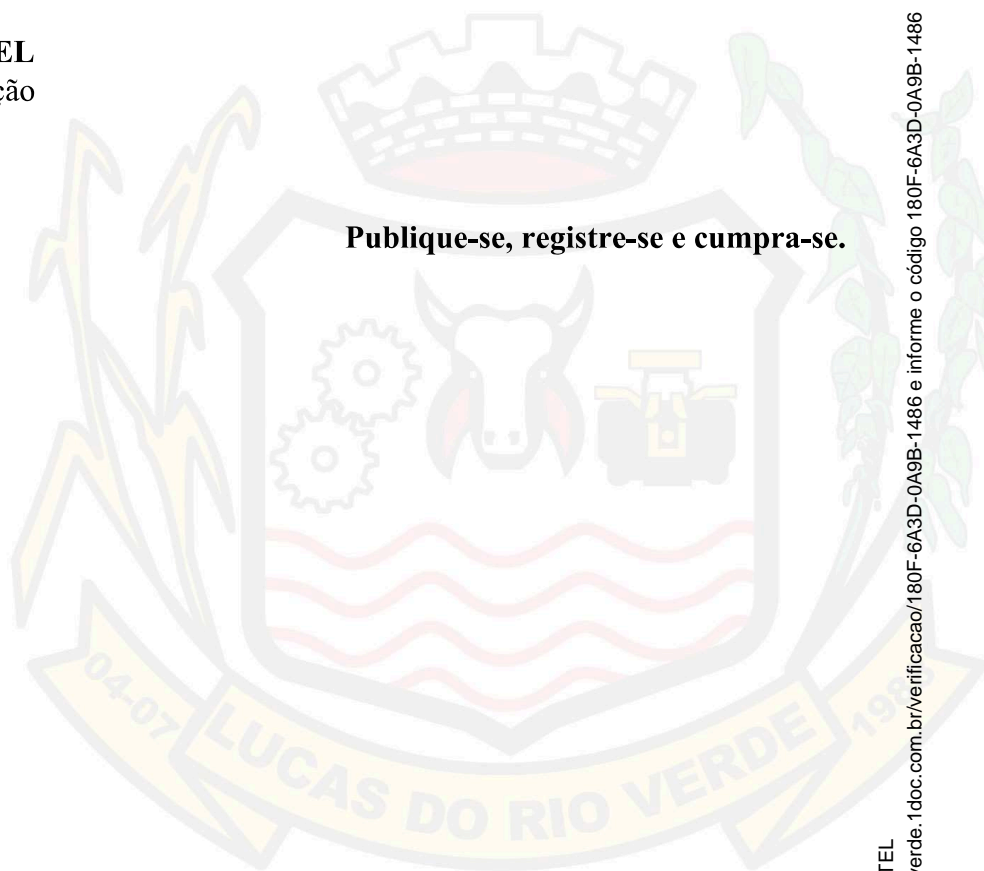 EL
ção
Publique-se, registre-se e cumpra-se.
04-07
LUCAS DO RIO VERDE
TEL
verde.1doc.com.br/verificacao/180F-6A3D-0A9B-1486 e informe o código 180F-6A3D-0A9B-1486